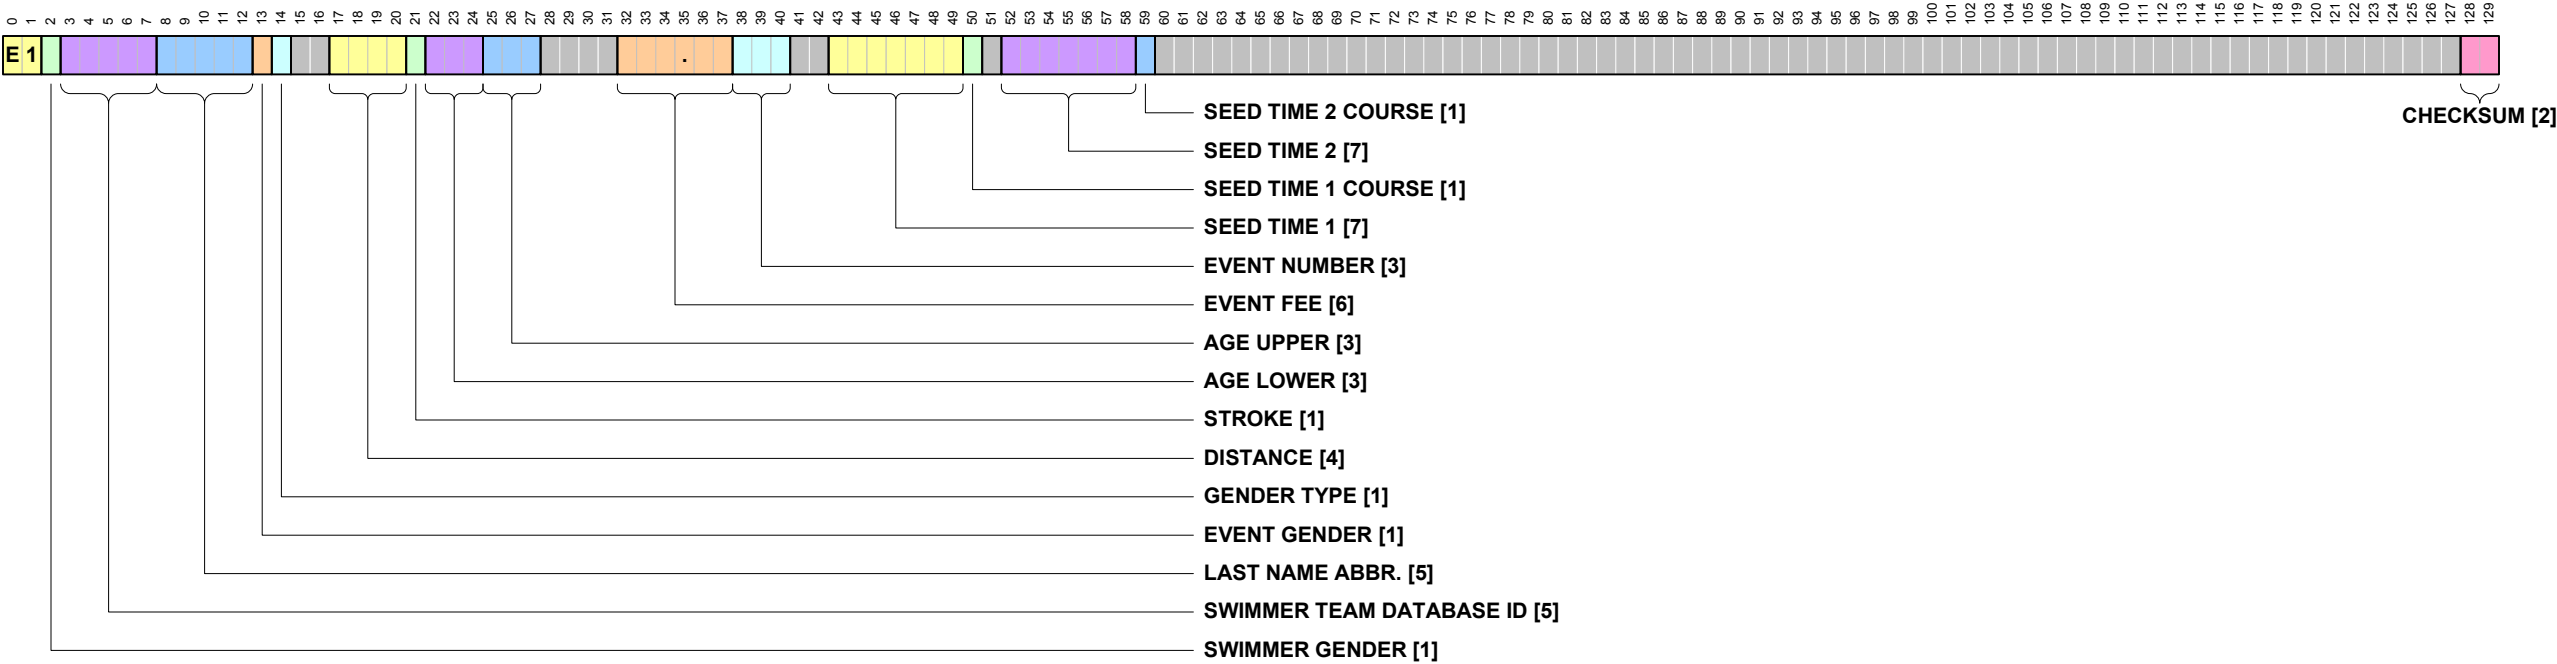 0 1 2 3 4 5 6 7 8 9 10 11 12 13 14 15 16 17 18 19 20 21 22 23 24 25 26 27 28 29 30 31 32 33 34 35 36 37 38 39 40 41 42 43 44 45 46 47 48 49 50 51 52 53 54 55 56 57 58 59 60 61 62 63 64 65 66 67 68 69 70 71 72 73 74 75 76 77 78 79 80 81 82 83 84 85 86 87 88 89 90 91 92 93 94 95 96 97 98 99 100 101 102 103 104 105 106 107 108 109 110 111 112 113 114 115 116 117 118 119 120 121 122 123 124 125 126 127 128 129
E 1 .
SEED TIME 2 COURSE [1]
CHECKSUM [2]
SEED TIME 2 [7]
SEED TIME 1 COURSE [1]
SEED TIME 1 [7]
EVENT NUMBER [3]
EVENT FEE [6]
AGE UPPER [3]
AGE LOWER [3]
STROKE [1]
DISTANCE [4]
GENDER TYPE [1]
EVENT GENDER [1]
LAST NAME ABBR. [5]
SWIMMER TEAM DATABASE ID [5]
SWIMMER GENDER [1]